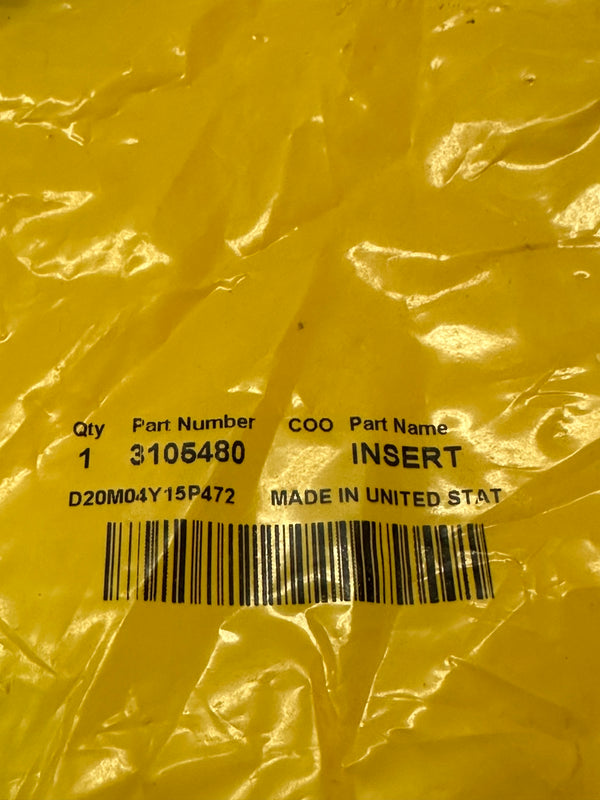 Qty Part Number COO Part Name
1 3105480 INSERT
D20M04Y15P472 MADE IN UNITED STAT